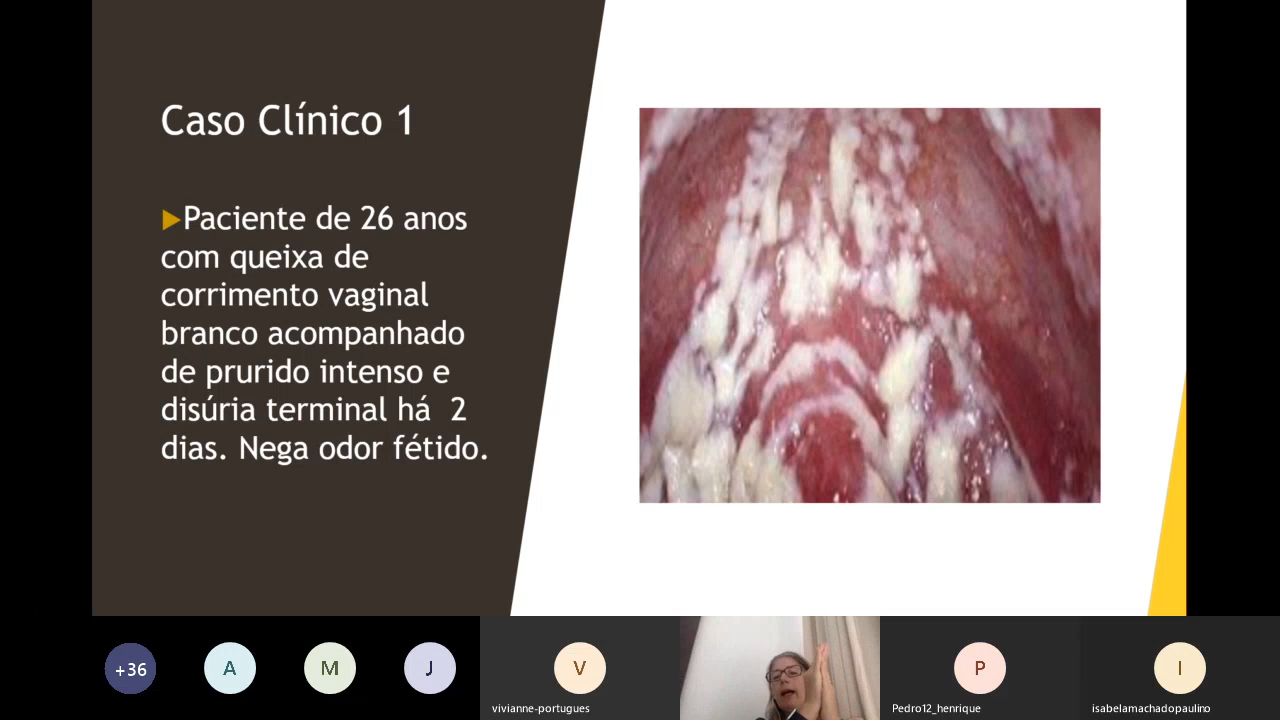 Caso Clínico 1
Paciente de 26 anos
com queixa de
corrimento vaginal
branco acompanhado
de prurido intenso e
disúria terminal há 2
dias. Nega odor fétido.
+36
A
M
J
V
P
I
vivianne-portugues
Pedro12_henrique
isabelamachadopaulino